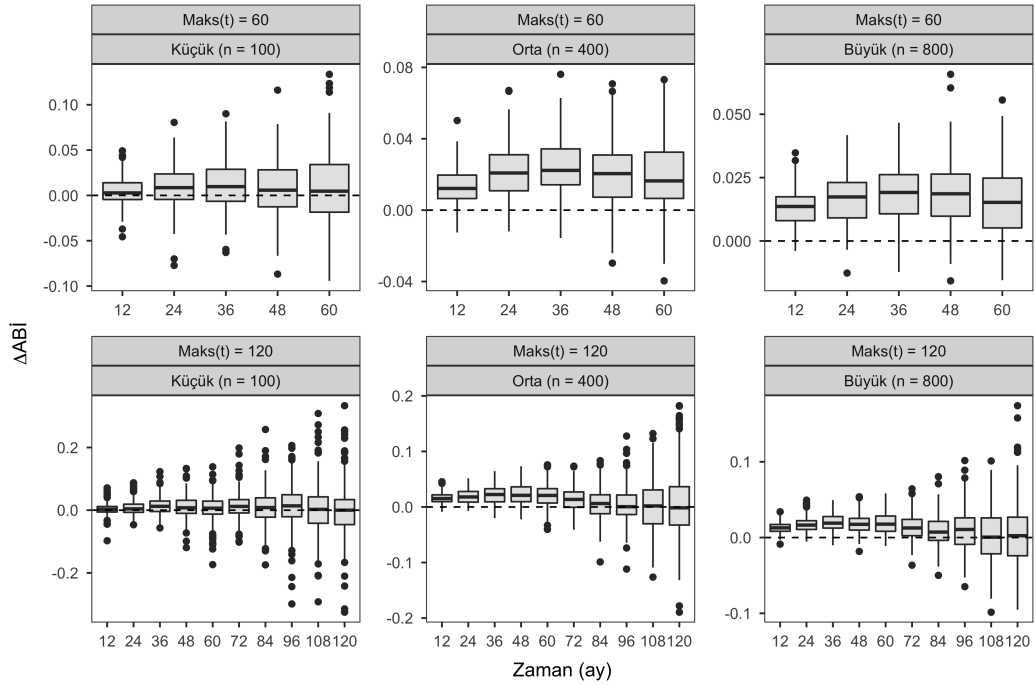 Maks(t) = 60
Küçük (n = 100)
0.10
0.05
0.00
-0.05
-0.10
12 24 36 48 60
Maks(t) = 60
Orta (n = 400)
0.08
0.04
0.00
-0.04
12 24 36 48 60
Maks(t) = 60
Büyük (n = 800)
0.050
0.025
0.000
12 24 36 48 60
ΔABİ
Maks(t) = 120
Küçük (n = 100)
0.2
0.0
-0.2
12 24 36 48 60 72 84 96 108 120
Maks(t) = 120
Orta (n = 400)
0.2
0.1
0.0
-0.1
-0.2
12 24 36 48 60 72 84 96 108 120
Maks(t) = 120
Büyük (n = 800)
0.1
0.0
-0.1
12 24 36 48 60 72 84 96 108 120
Zaman (ay)